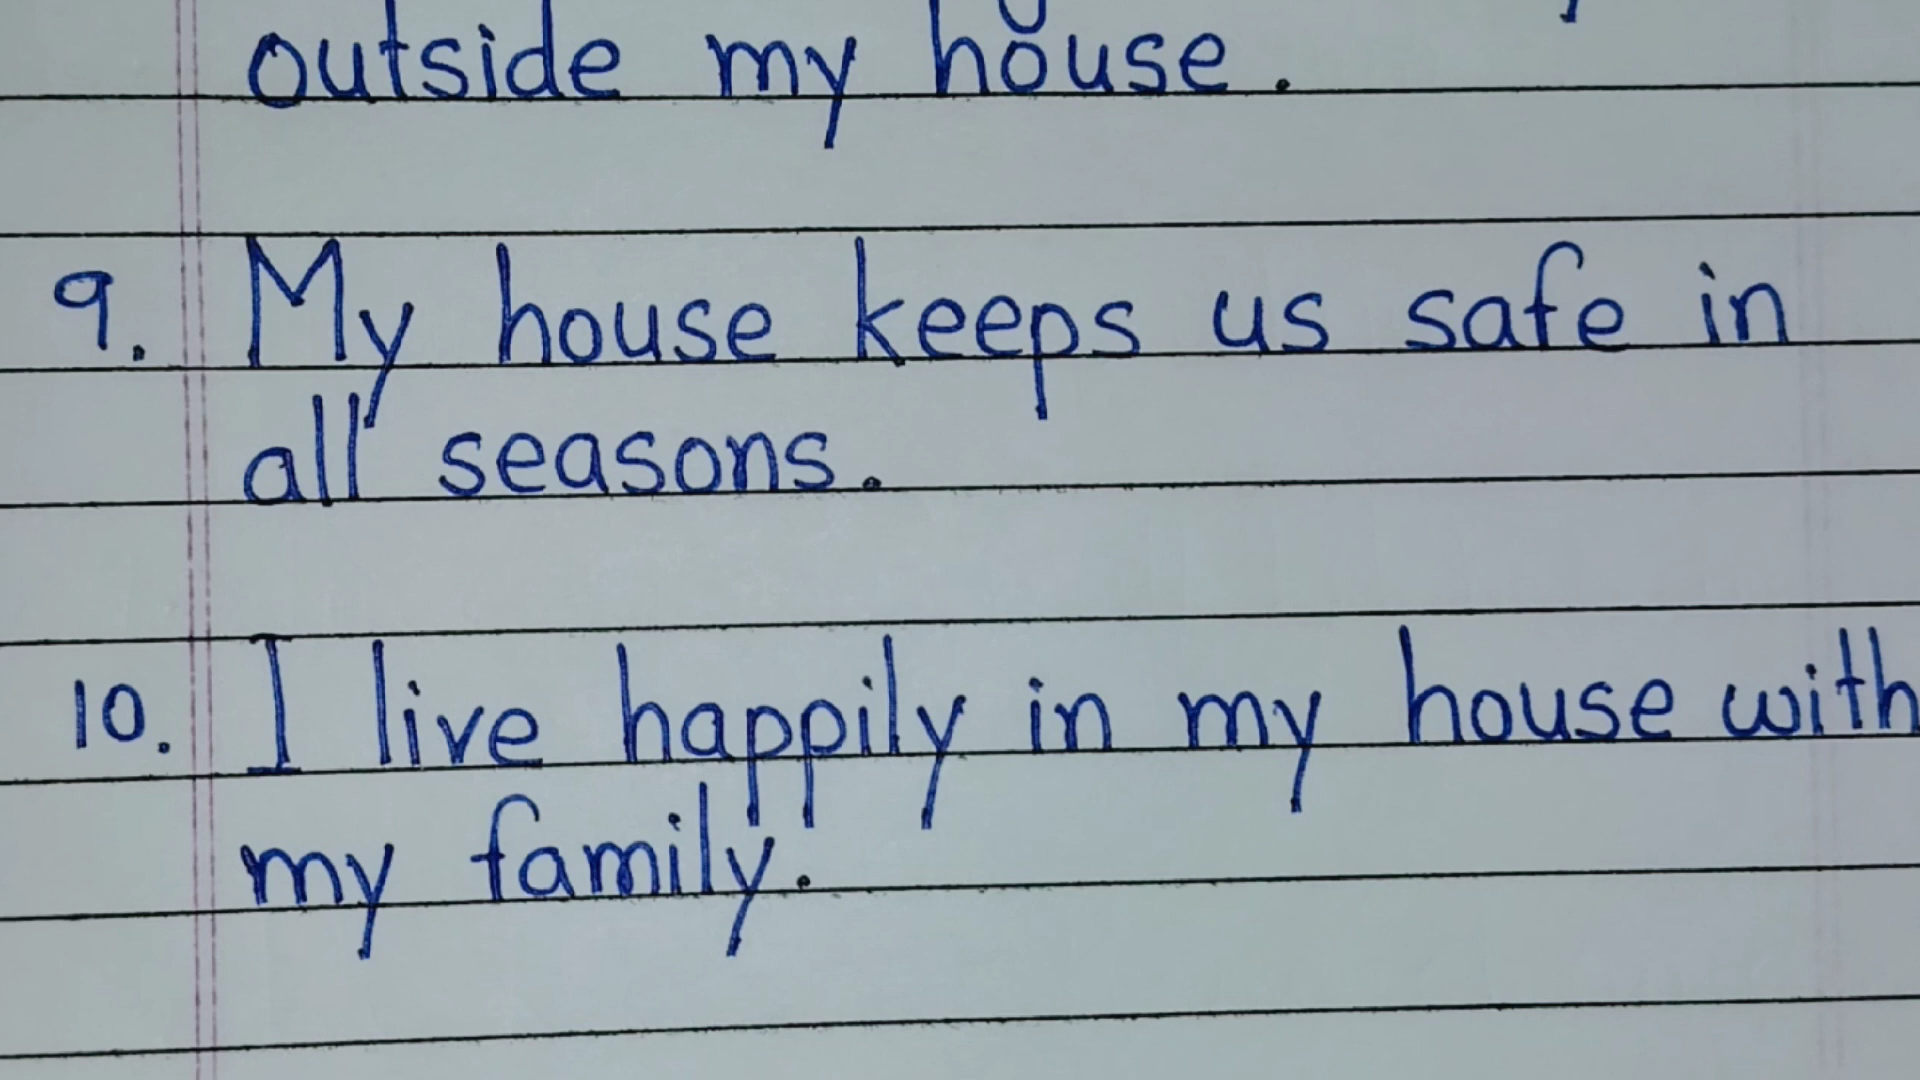 outside my house.
9. My house keeps us safe in
all seasons.
10. I live happily in my house with
my family.